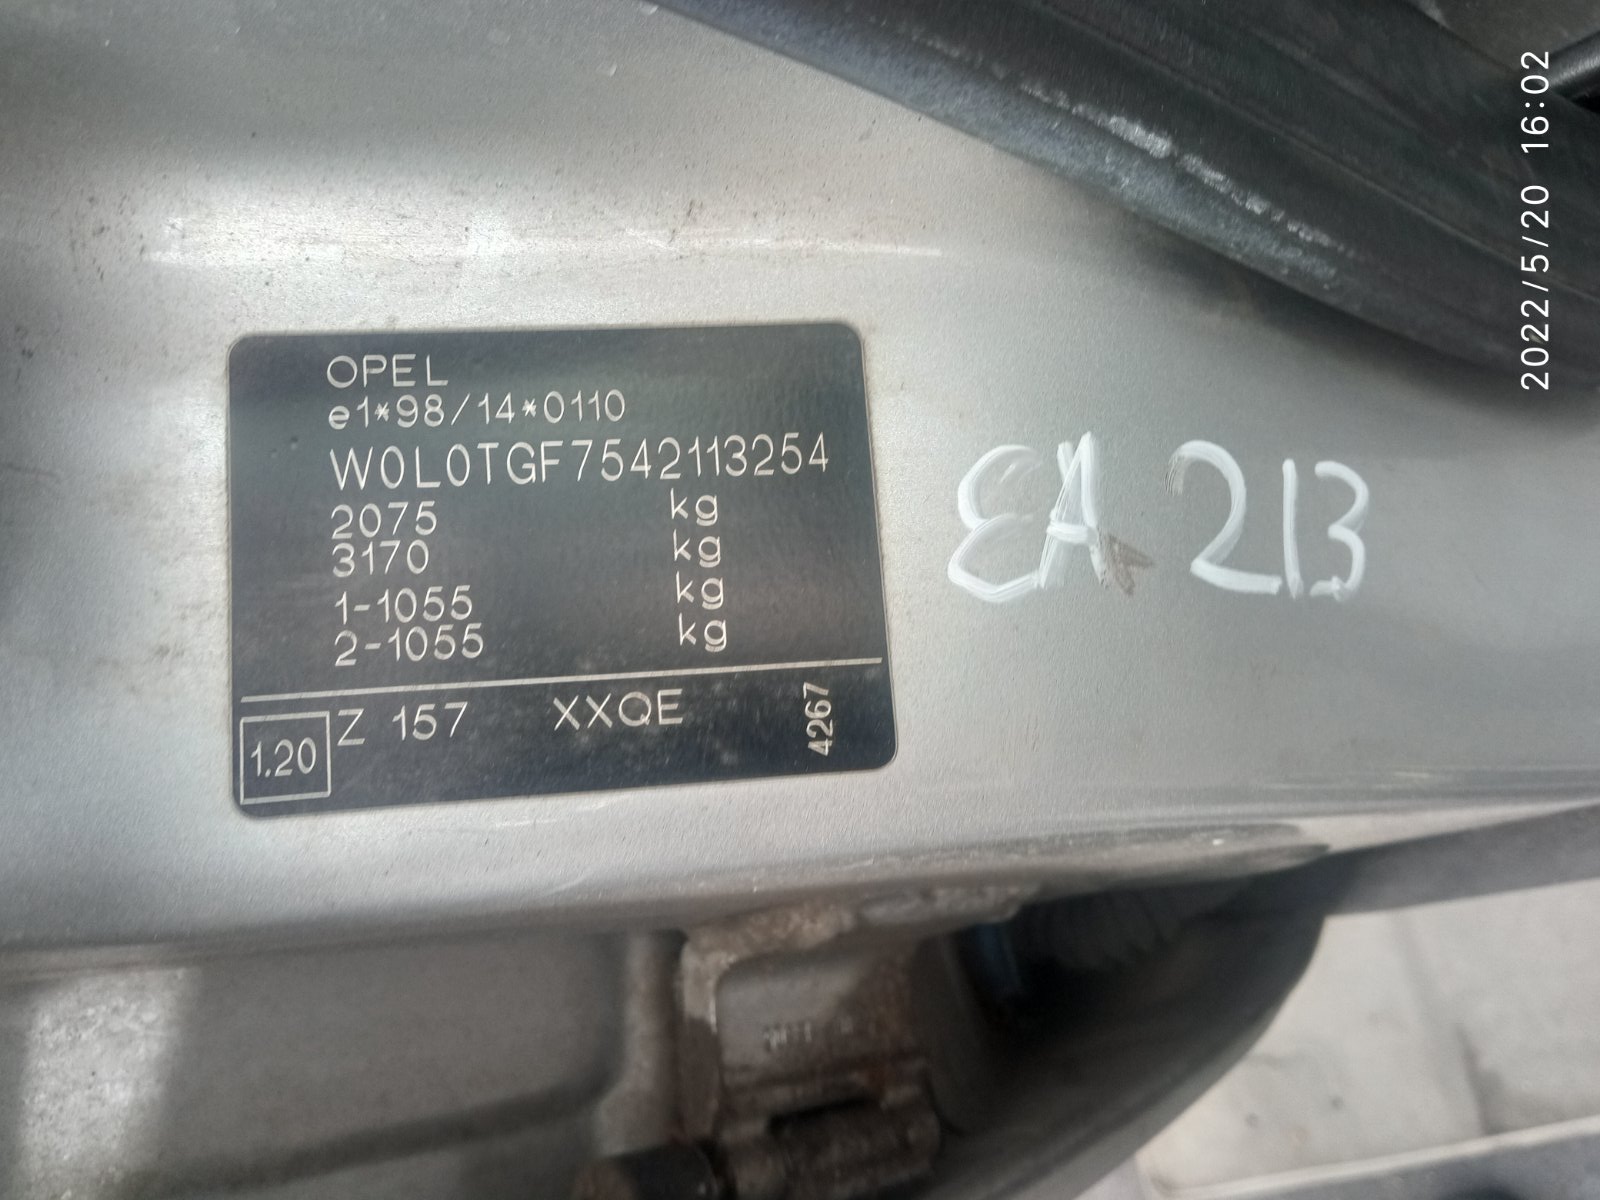 OPEL
e1*98/14*0110
W0L0TGF7542113254
2075 kg
3170 kg
1-1055 kg
2-1055 kg
1.20 Z 157 XXQE 4267
EA 213
2022/5/20 16:02